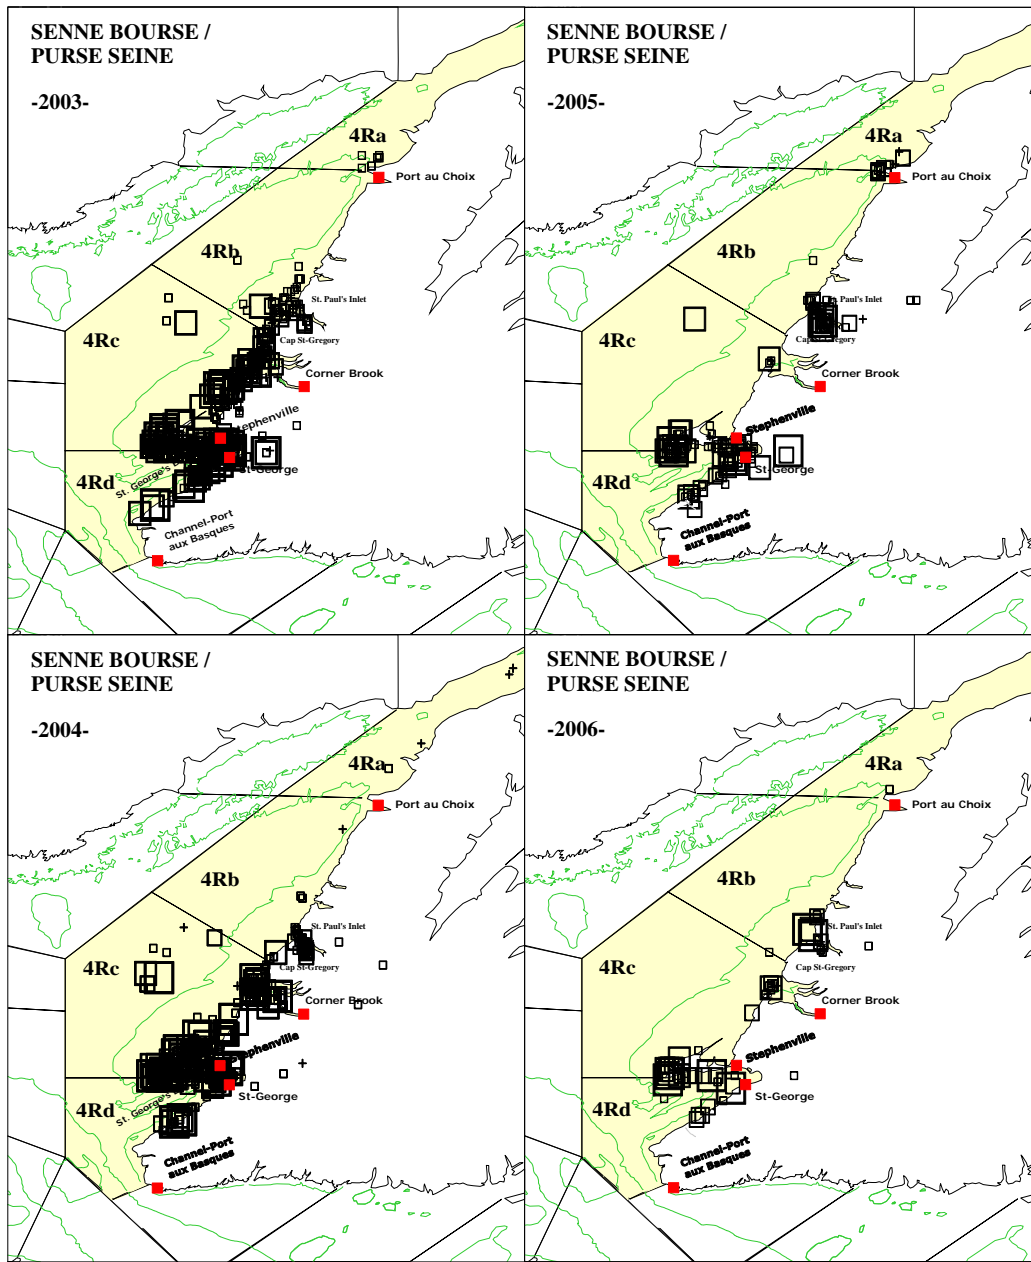 SENNE BOURSE /
PURSE SEINE
-2003-
4Ra
Port au Choix
4Rb
St. Paul's Inlet
4Rc
Cap St-Gregory
Corner Brook
Stephenville
St-George
4Rd
St. George's
Channel-Port
aux Basques
SENNE BOURSE /
PURSE SEINE
-2005-
4Ra
Port au Choix
4Rb
St. Paul's Inlet
4Rc
Cap St-Gregory
Corner Brook
Stephenville
St-George
4Rd
Channel-Port
aux Basques
SENNE BOURSE /
PURSE SEINE
-2004-
4Ra
Port au Choix
4Rb
St. Paul's Inlet
4Rc
Cap St-Gregory
Corner Brook
Stephenville
St-George
4Rd
St. George's
Channel-Port
aux Basques
SENNE BOURSE /
PURSE SEINE
-2006-
4Ra
Port au Choix
4Rb
St. Paul's Inlet
4Rc
Cap St-Gregory
Corner Brook
Stephenville
St-George
4Rd
Channel-Port
aux Basques